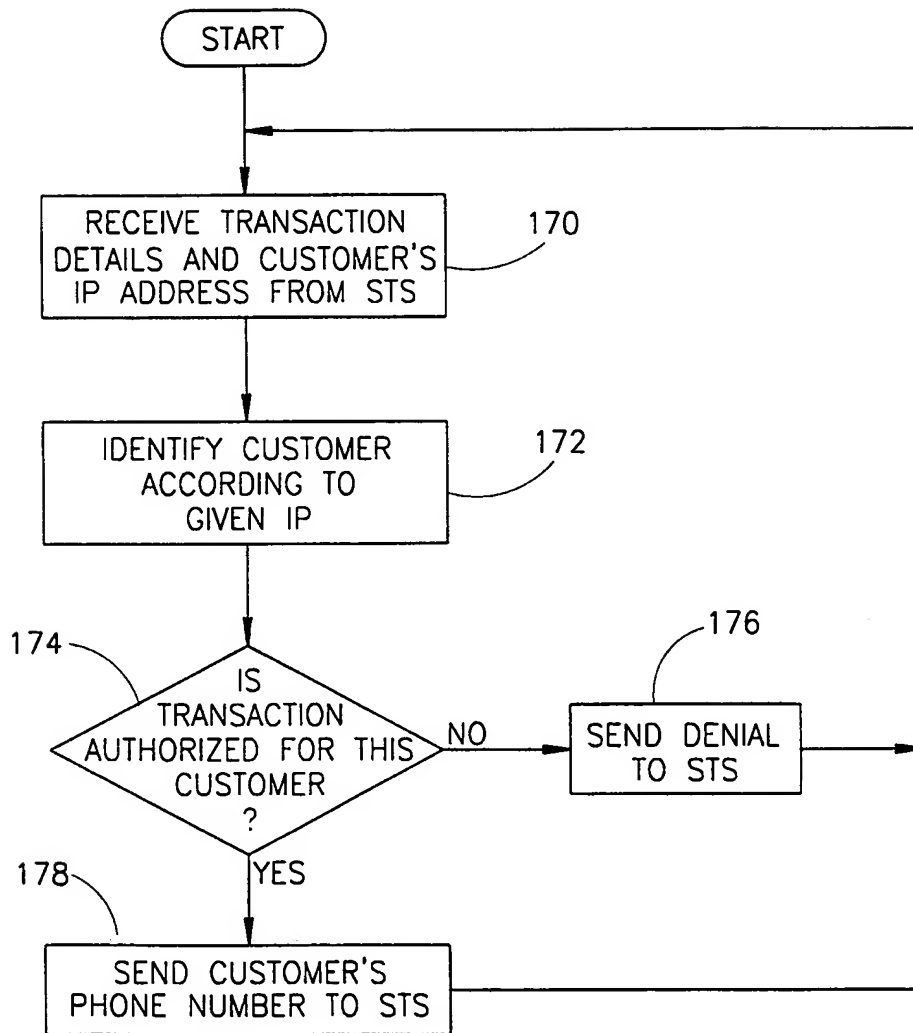 START
RECEIVE TRANSACTION
DETAILS AND CUSTOMER'S
IP ADDRESS FROM STS
170
IDENTIFY CUSTOMER
ACCORDING TO
GIVEN IP
172
174
IS
TRANSACTION
AUTHORIZED FOR THIS
CUSTOMER
?
NO
176
SEND DENIAL
TO STS
YES
178
SEND CUSTOMER'S
PHONE NUMBER TO STS